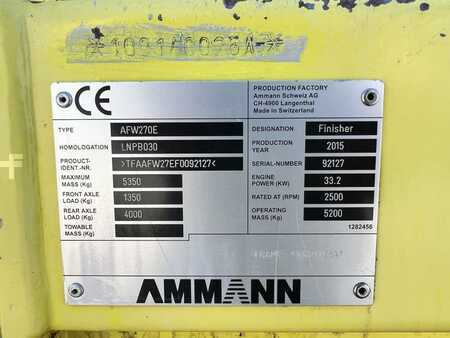 CE
PRODUCTION FACTORY
Ammann Schweiz AG
CH-4900 Langenthal
Made in Switzerland
TYPE AFW270E
DESIGNATION Finisher
HOMOLOGATION LNPB030
PRODUCTION YEAR 2015
PRODUCT-IDENT.-NR. >TFAAFW27EF0092127<
SERIAL-NUMBER 92127
MAXIMUM MASS (Kg) 5350
ENGINE POWER (KW) 33.2
FRONT AXLE LOAD (Kg) 1350
RATED AT (RPM) 2500
REAR AXLE LOAD (Kg) 4000
OPERATING MASS (Kg) 5200
TOWABLE MASS (Kg)
1282456
AMMANN